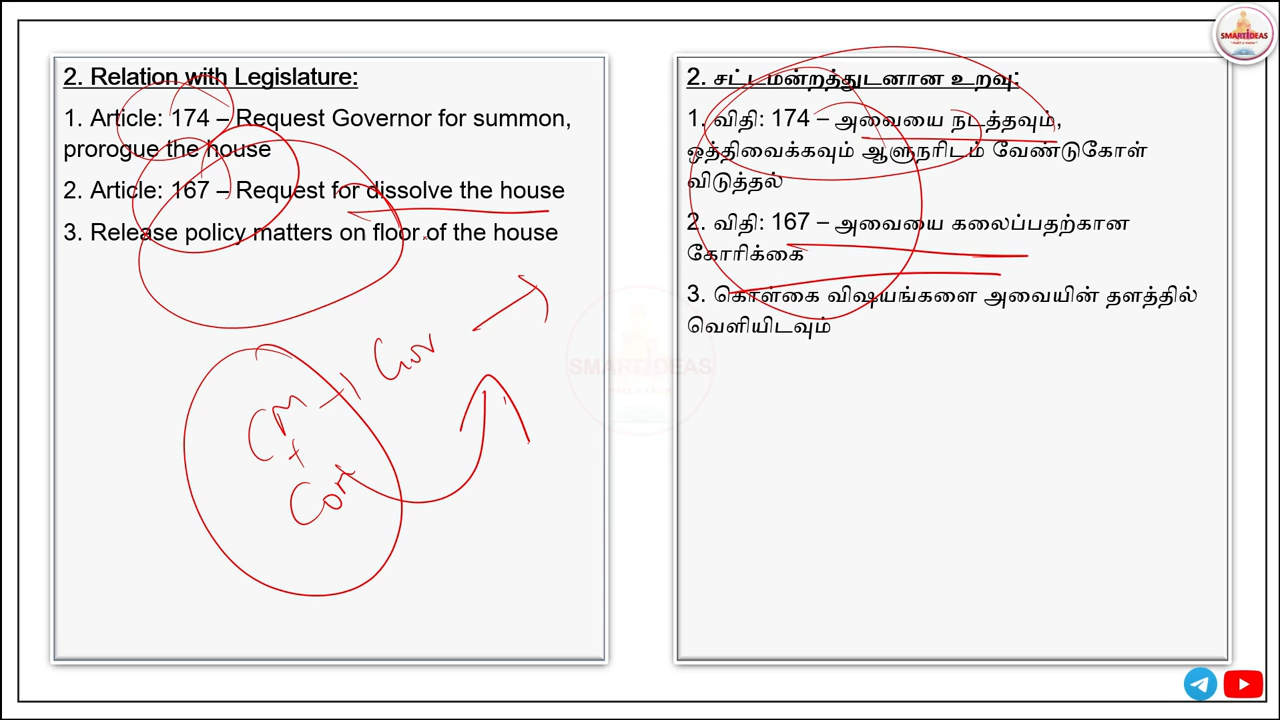 2. Relation with Legislature:
1. Article: 174 – Request Governor for summon,
prorogue the house
2. Article: 167 – Request for dissolve the house
3. Release policy matters on floor of the house
Gov
CM
+
Com
2. சட்டமன்றத்துடனான உறவு:
1. விதி: 174 – அவையை நடத்தவும்,
ஒத்திவைக்கவும் ஆளுநரிடம் வேண்டுகோள்
விடுத்தல்
2. விதி: 167 – அவையை கலைப்பதற்கான
கோரிக்கை
3. கொள்கை விஷயங்களை அவையின் தளத்தில்
வெளியிடவும்
SMARTIDEAS
SMARTIDEAS